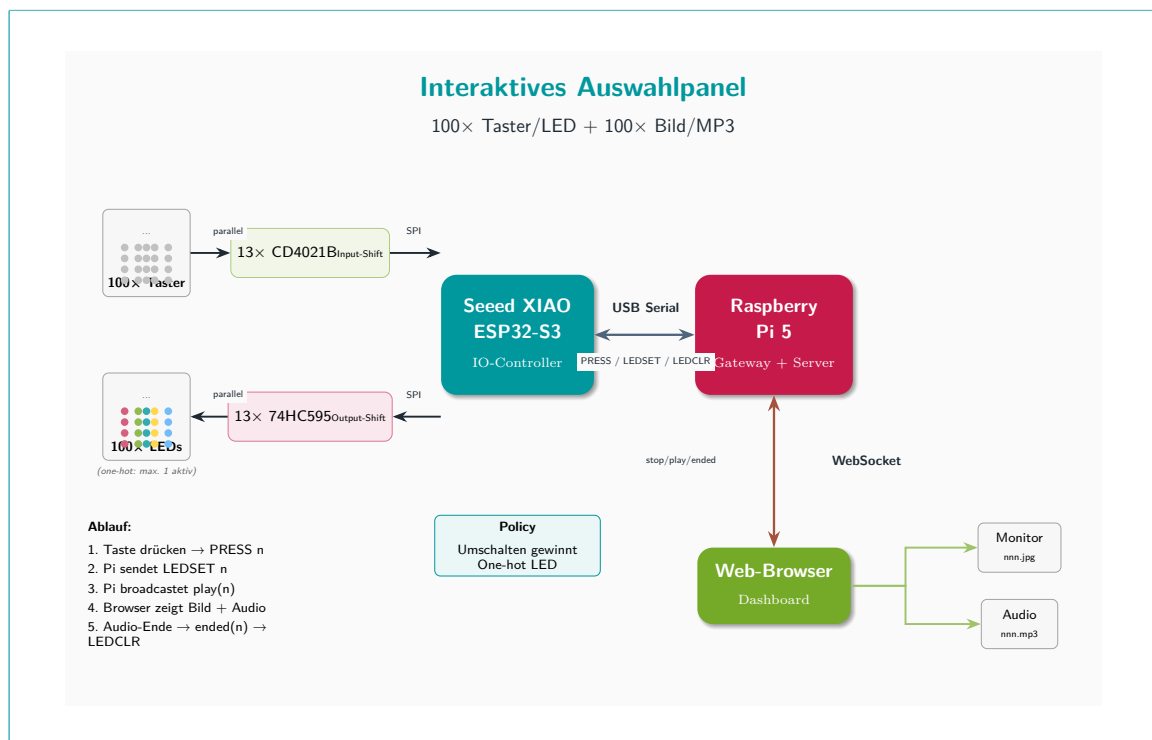 Interaktives Auswahlpanel
100× Taster/LED + 100× Bild/MP3
...
100× Taster
parallel
13× CD4021B Input-Shift
SPI
Seeed XIAO
ESP32-S3
IO-Controller
USB Serial
PRESS / LEDSET / LEDCLR
Raspberry
Pi 5
Gateway + Server
...
100× LEDs
(one-hot: max. 1 aktiv)
parallel
13× 74HC595 Output-Shift
SPI
stop/play/ended
WebSocket
Ablauf:
1. Taste drücken → PRESS n
2. Pi sendet LEDSET n
3. Pi broadcastet play(n)
4. Browser zeigt Bild + Audio
5. Audio-Ende → ended(n) →
LEDCLR
Policy
Umschalten gewinnt
One-hot LED
Web-Browser
Dashboard
Monitor
nnn.jpg
Audio
nnn.mp3